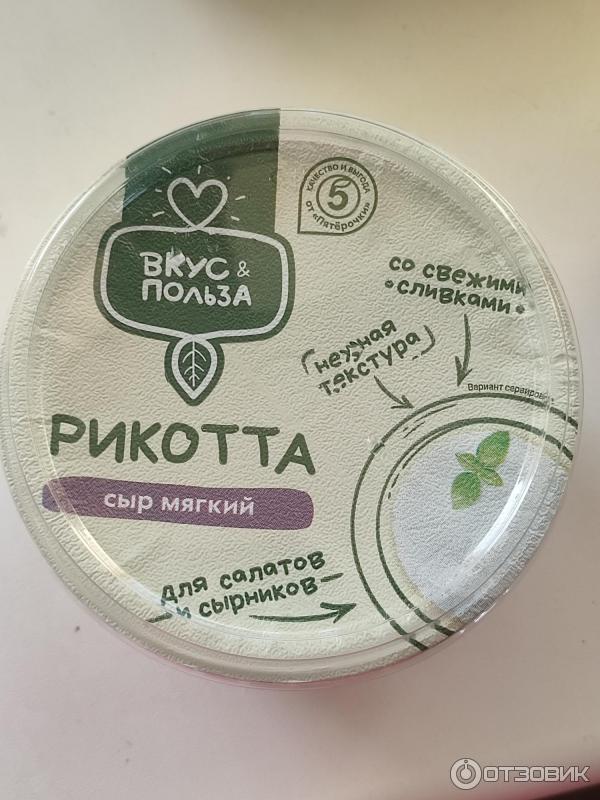 КАЧЕСТВО И ВЫГОДА
5
ОТ «ПЯТЁРОЧКИ»
ВКУС &
ПОЛЬЗА
со свежими
•сливками•
нежная
текстура
Вариант сервировк
РИКОТТА
сыр мягкий
для салатов
и сырников
ОТЗОВИК